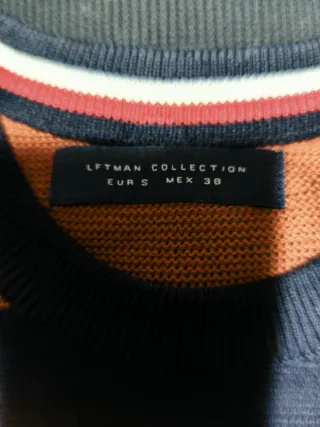 LFTMAN COLLECTION
EUR S MEX 38